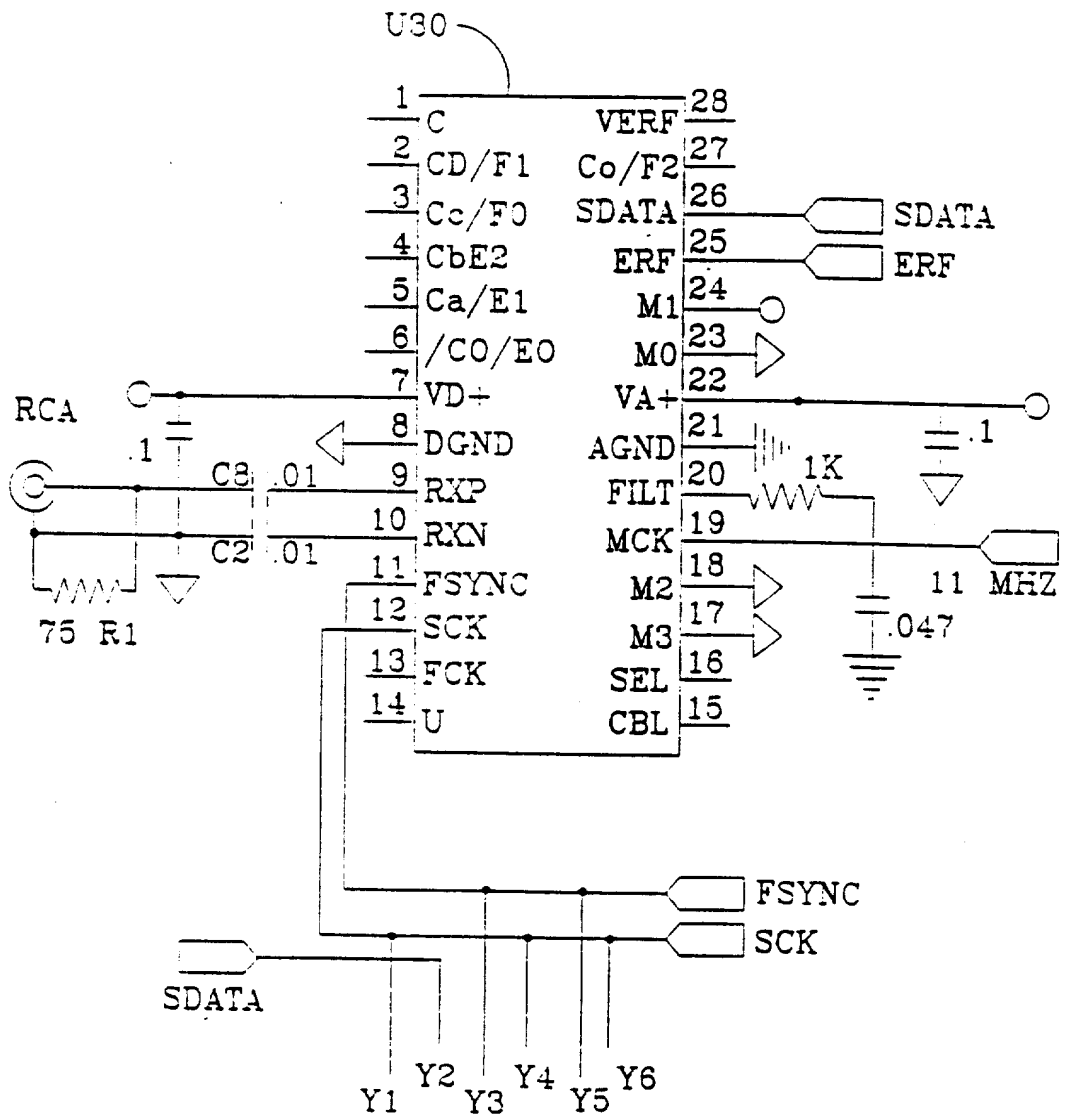 U30
1 C VERF 28
2 CD/F1 Co/F2 27
3 Cc/F0 SDATA 26 SDATA
4 CbE2 ERF 25 ERF
5 Ca/E1 M1 24
6 /C0/E0 M0 23
7 VD+ VA+ 22
RCA
.1
8 DGND AGND 21
.1
1K
C8 .01
9 RXP FILT 20
10 RXN MCK 19
C2 .01
11 MHZ
11 FSYNC M2 18
75 R1
12 SCK M3 17
.047
13 FCK SEL 16
14 U CBL 15
FSYNC
SCK
SDATA
Y1 Y2 Y3 Y4 Y5 Y6